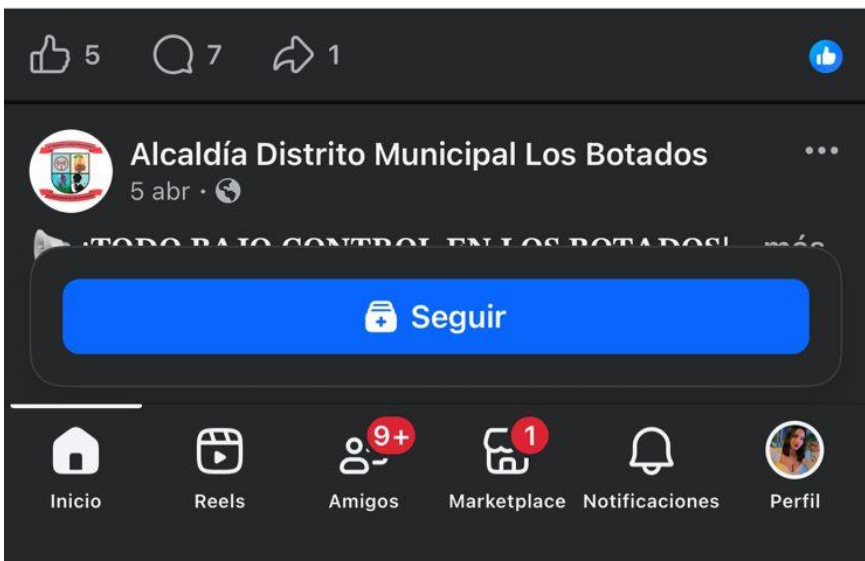 5 7 1
Alcaldía Distrito Municipal Los Botados
5 abr ·
¡TODO BAJO CONTROL EN LOS BOTADOS! más
Seguir
9+ 1
Inicio Reels Amigos Marketplace Notificaciones Perfil